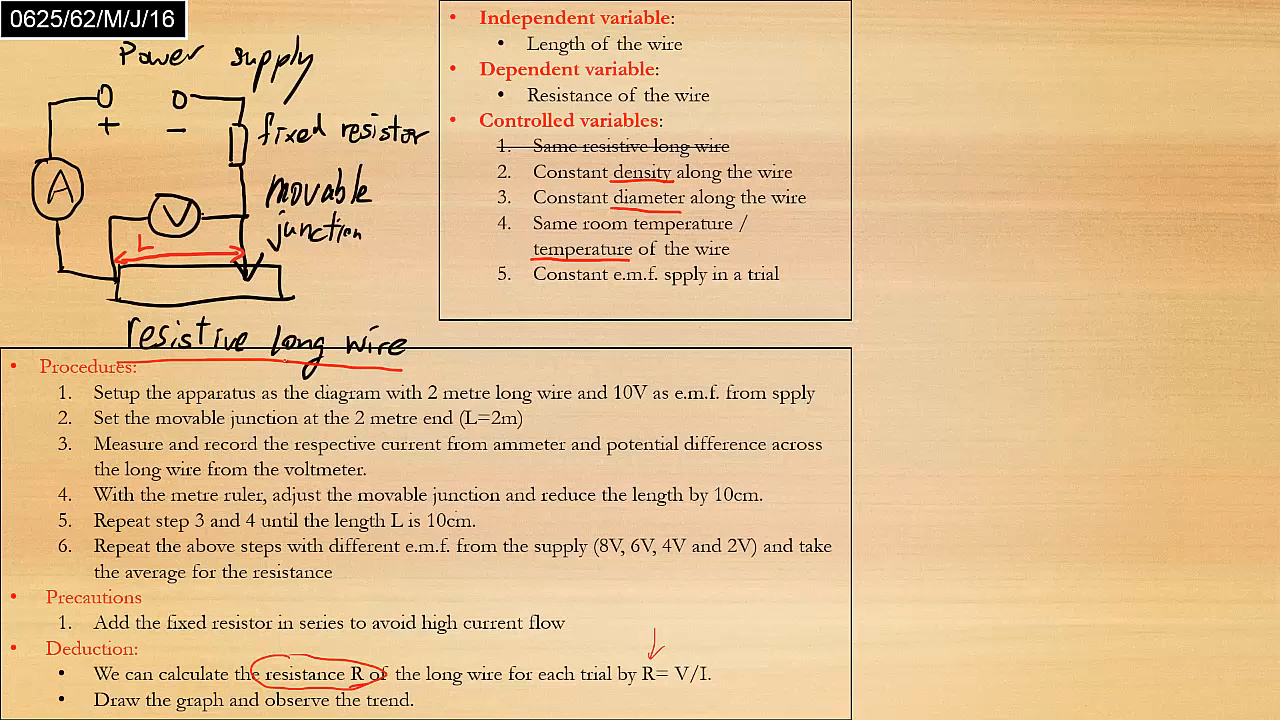 0625/62/M/J/16
Power supply
+ −
fixed resistor
A
movable
junction
V
L
resistive long wire
• Independent variable:
• Length of the wire
• Dependent variable:
• Resistance of the wire
• Controlled variables:
1. Same resistive long wire
2. Constant density along the wire
3. Constant diameter along the wire
4. Same room temperature /
temperature of the wire
5. Constant e.m.f. spply in a trial
• Procedures:
1. Setup the apparatus as the diagram with 2 metre long wire and 10V as e.m.f. from spply
2. Set the movable junction at the 2 metre end (L=2m)
3. Measure and record the respective current from ammeter and potential difference across
the long wire from the voltmeter.
4. With the metre ruler, adjust the movable junction and reduce the length by 10cm.
5. Repeat step 3 and 4 until the length L is 10cm.
6. Repeat the above steps with different e.m.f. from the supply (8V, 6V, 4V and 2V) and take
the average for the resistance
• Precautions
1. Add the fixed resistor in series to avoid high current flow
• Deduction:
• We can calculate the resistance R of the long wire for each trial by R= V/I.
• Draw the graph and observe the trend.